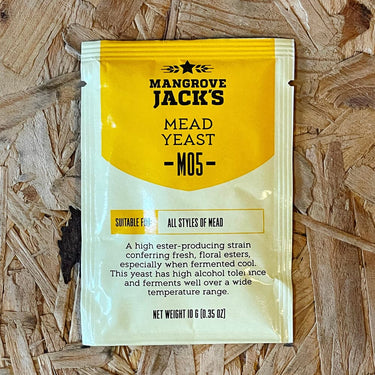 MANGROVE
JACK'S
MEAD
YEAST
-M05-
SUITABLE FOR: ALL STYLES OF MEAD
A high ester-producing strain
conferring fresh, floral esters,
especially when fermented cool.
This yeast has high alcohol tolerance
and ferments well over a wide
temperature range.
NET WEIGHT 10 G (0.35 OZ)